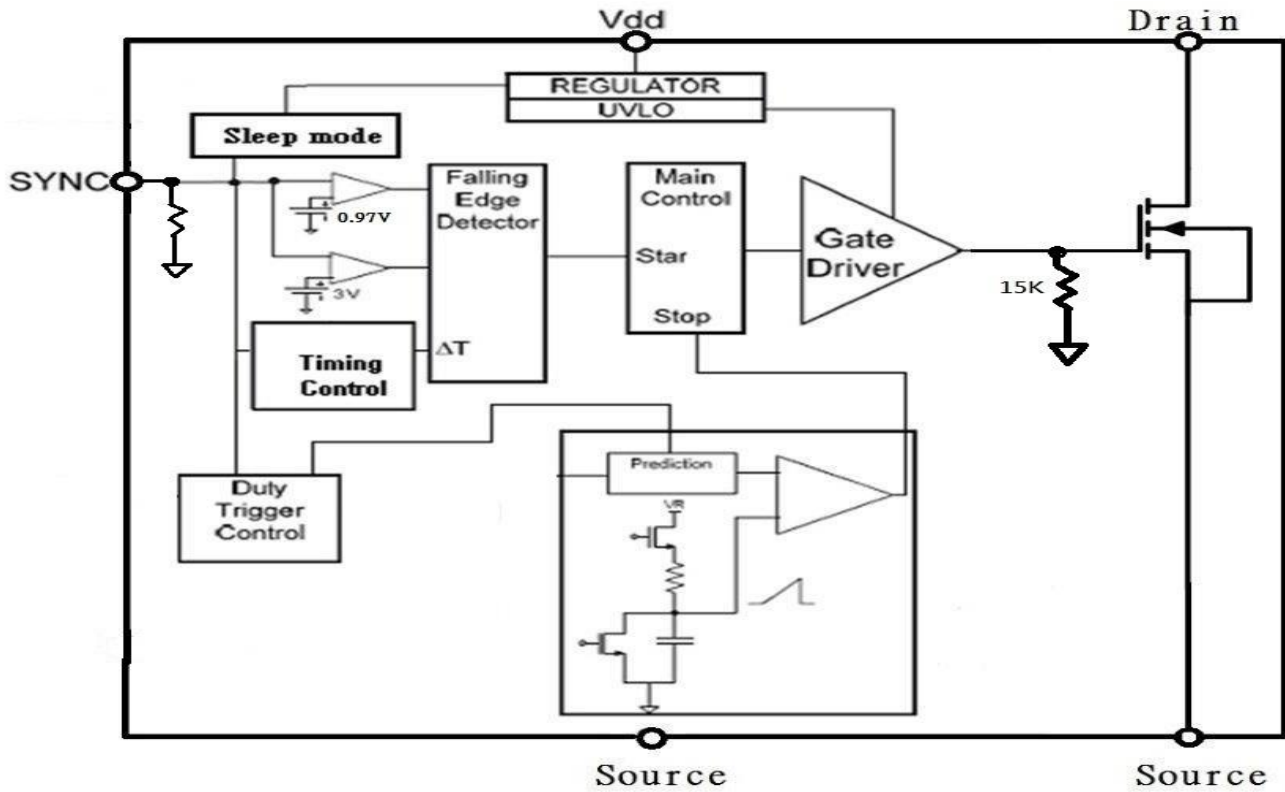 Vdd
Drain
REGULATOR
UVLO
Sleep mode
SYNC
0.97V
3V
Falling
Edge
Detector
ΔT
Main
Control
Star
Stop
Gate
Driver
15K
Timing
Control
Duty
Trigger
Control
Prediction
VR
Source
Source